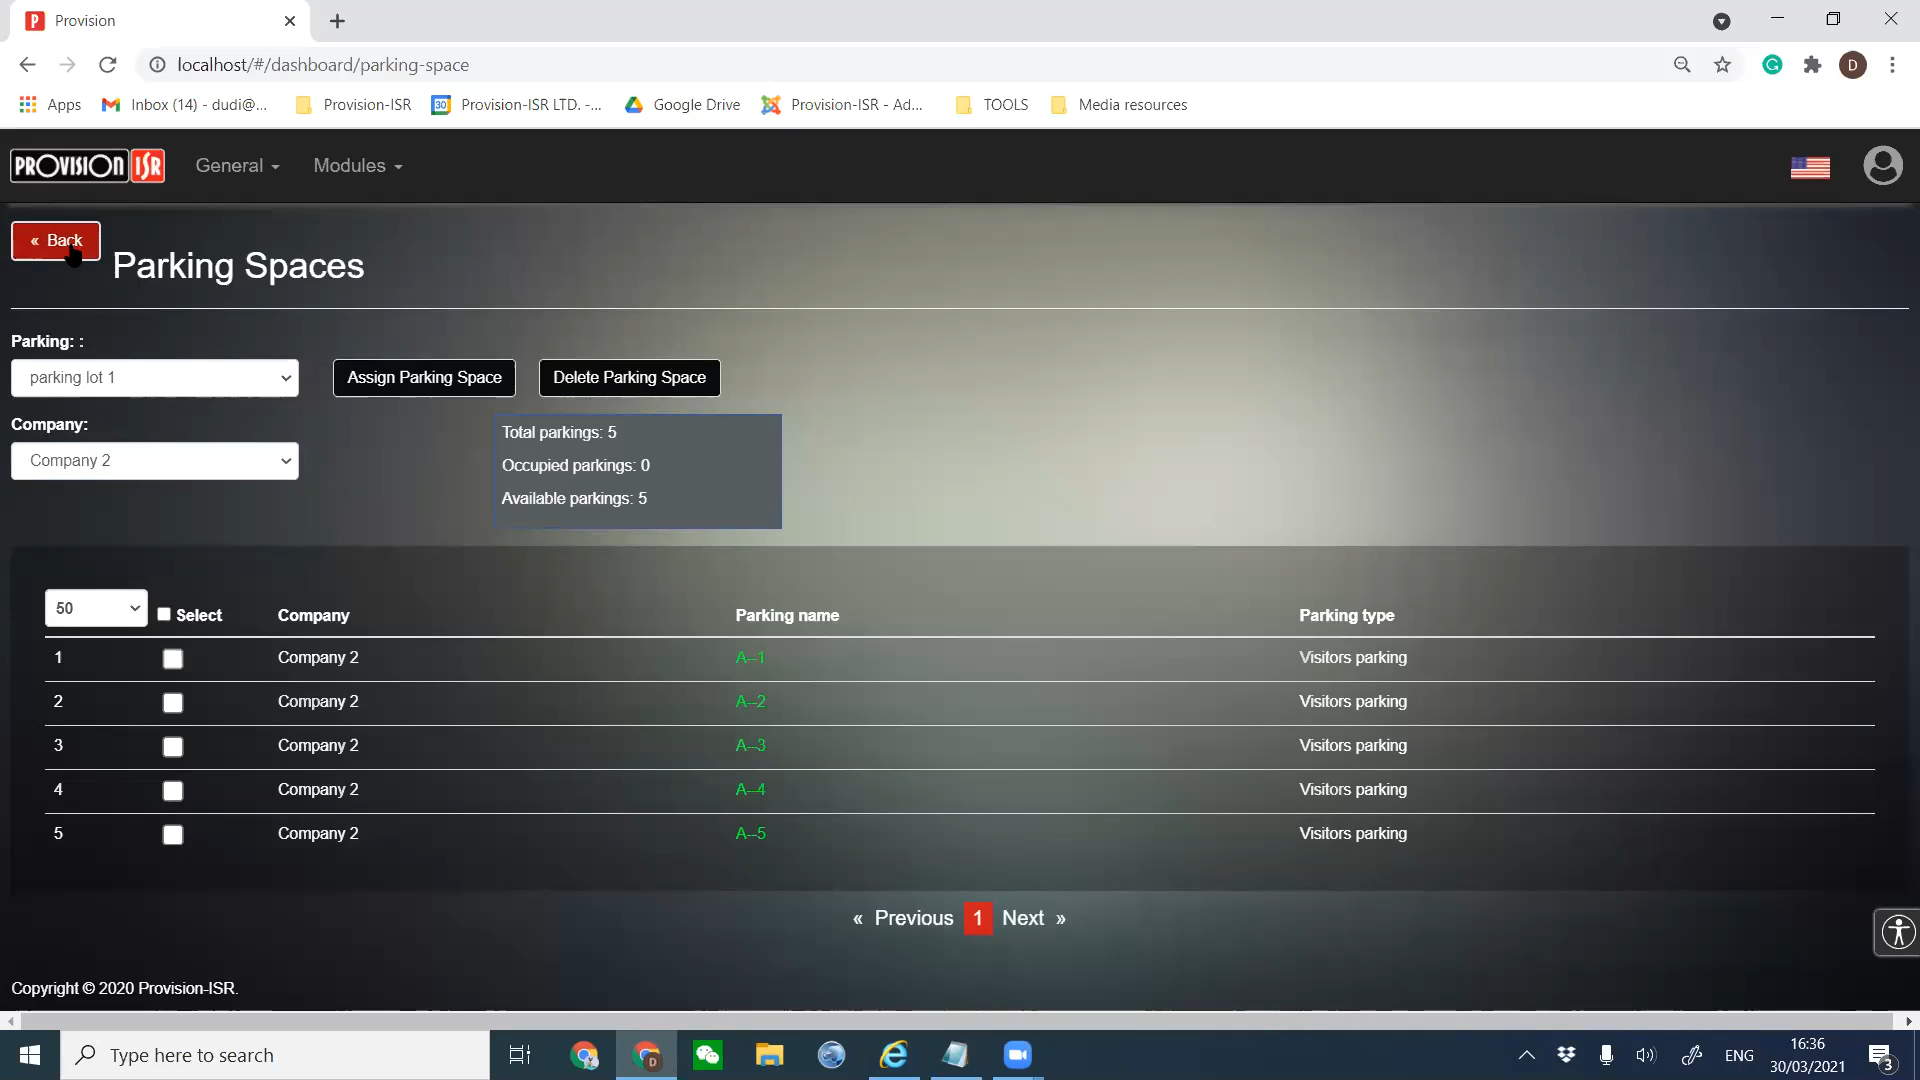 Provision
localhost/#/dashboard/parking-space
D
Apps
Inbox (14) - dudi@...
Provision-ISR
30
Provision-ISR LTD. -...
Google Drive
Provision-ISR - Ad...
TOOLS
Media resources
PROVISION ISR
General
Modules
« Back
Parking Spaces
Parking: :
parking lot 1
Assign Parking Space
Delete Parking Space
Company:
Company 2
Total parkings: 5
Occupied parkings: 0
Available parkings: 5
50
Select
Company
Parking name
Parking type
1 Company 2 A--1 Visitors parking
2 Company 2 A--2 Visitors parking
3 Company 2 A--3 Visitors parking
4 Company 2 A--4 Visitors parking
5 Company 2 A--5 Visitors parking
« Previous 1 Next »
Copyright © 2020 Provision-ISR.
Type here to search
D
ENG
16:36
30/03/2021
3